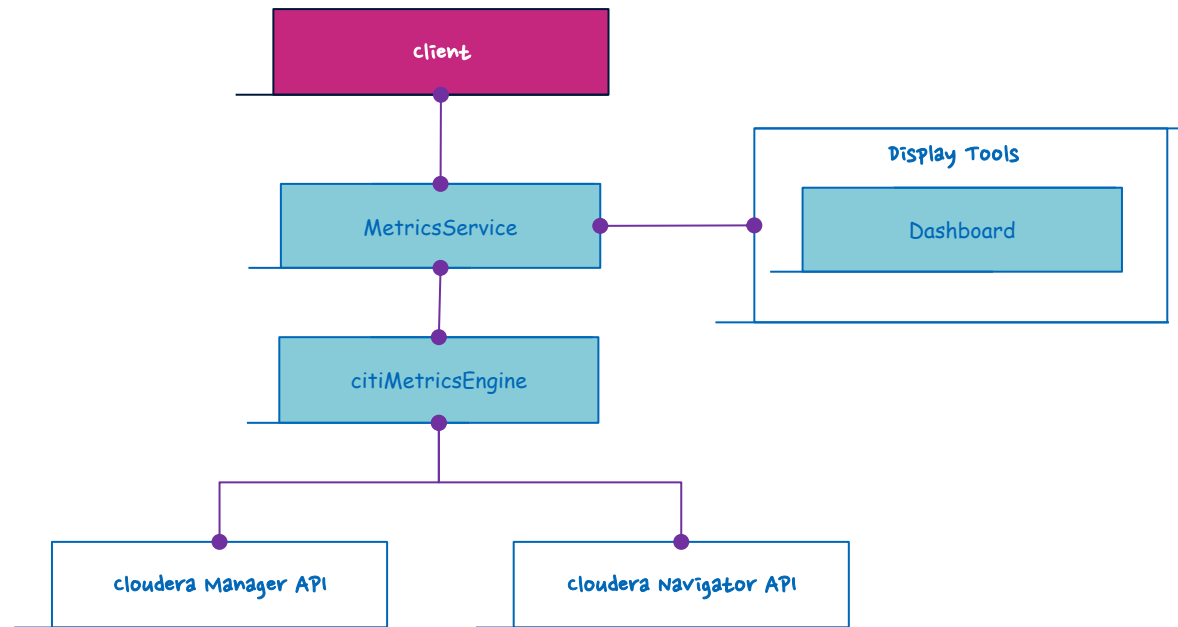 Client
Display Tools
MetricsService
Dashboard
citiMetricsEngine
Cloudera Manager API
Cloudera Navigator API